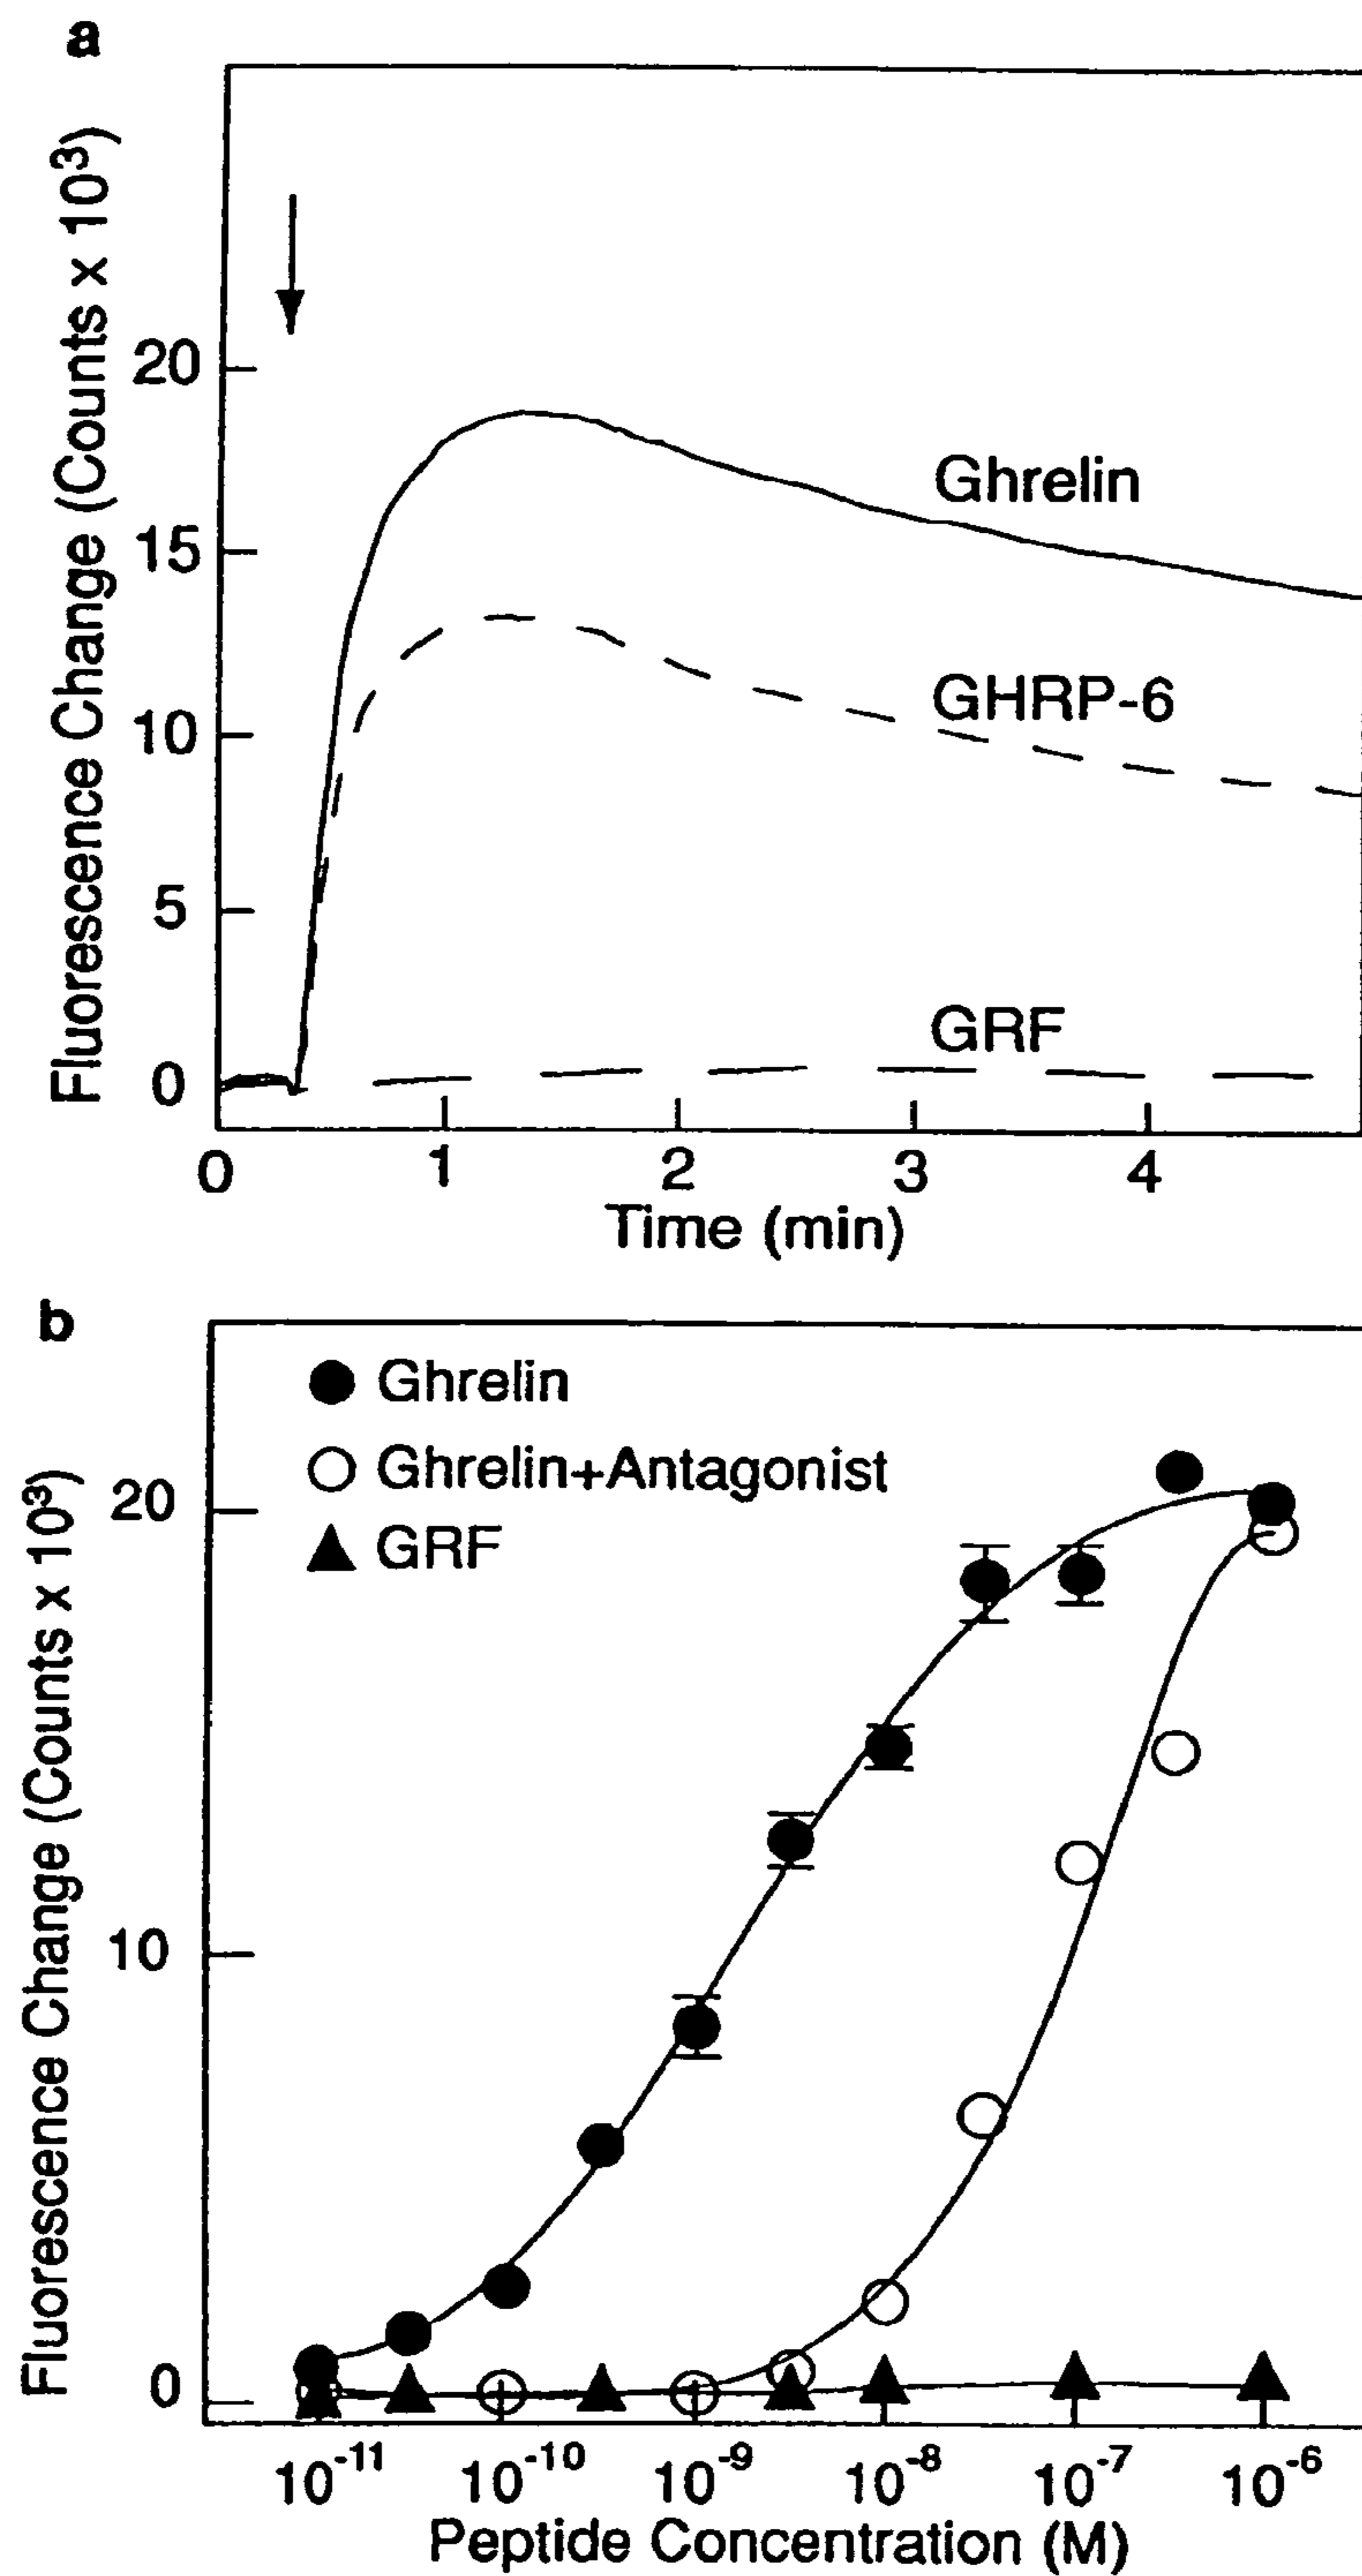 a
Fluorescence Change (Counts x 10³)
20
15
10
5
0
Ghrelin
GHRP-6
GRF
0 1 2 3 4
Time (min)
b
Fluorescence Change (Counts x 10³)
Ghrelin
Ghrelin+Antagonist
GRF
20
10
0
10⁻¹¹ 10⁻¹⁰ 10⁻⁹ 10⁻⁸ 10⁻⁷ 10⁻⁶
Peptide Concentration (M)